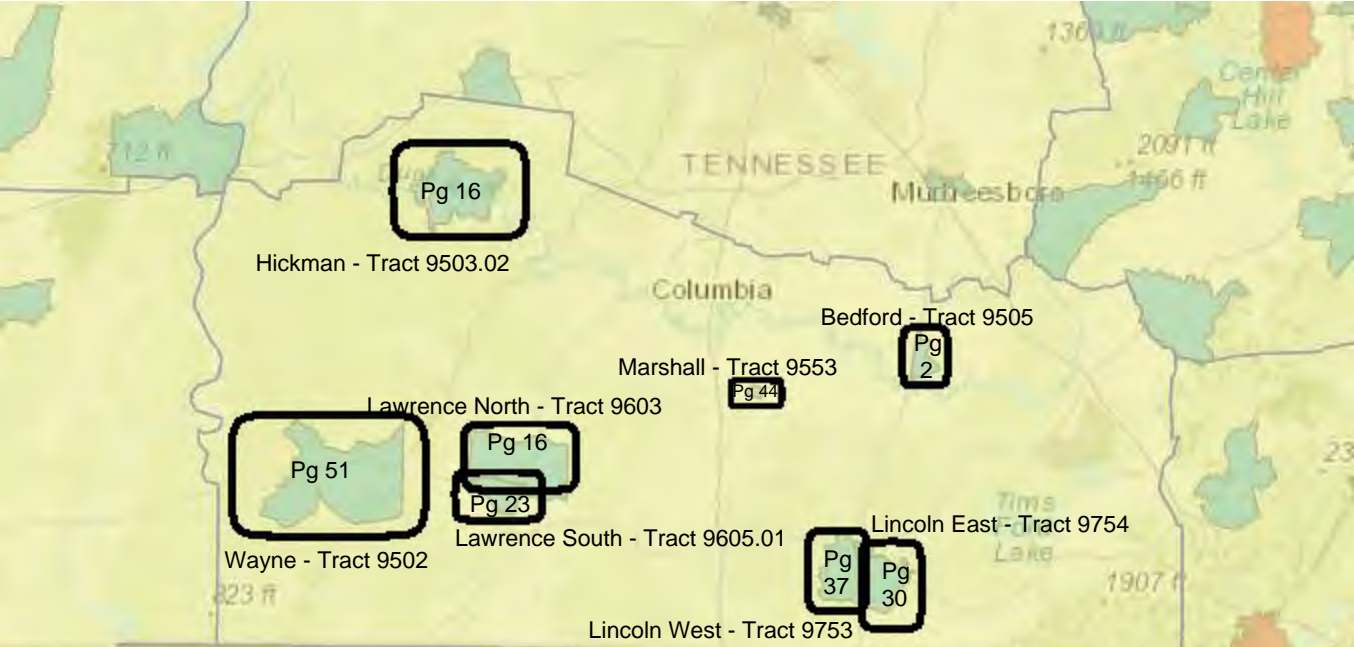 1360 ft
Center
Hill
Lake
712 ft
2091 ft
TENNESSEE
1466 ft
Pg 16
Hickman - Tract 9503.02
Columbia
Bedford - Tract 9505
Pg
2
Marshall - Tract 9553
Pg 44
Lawrence North - Tract 9603
Pg 16
Pg 51
Pg 23
Lawrence South - Tract 9605.01
Wayne - Tract 9502
Tims
Lake
Lincoln East - Tract 9754
Pg
37
Pg
30
1907 ft
Lincoln West - Tract 9753